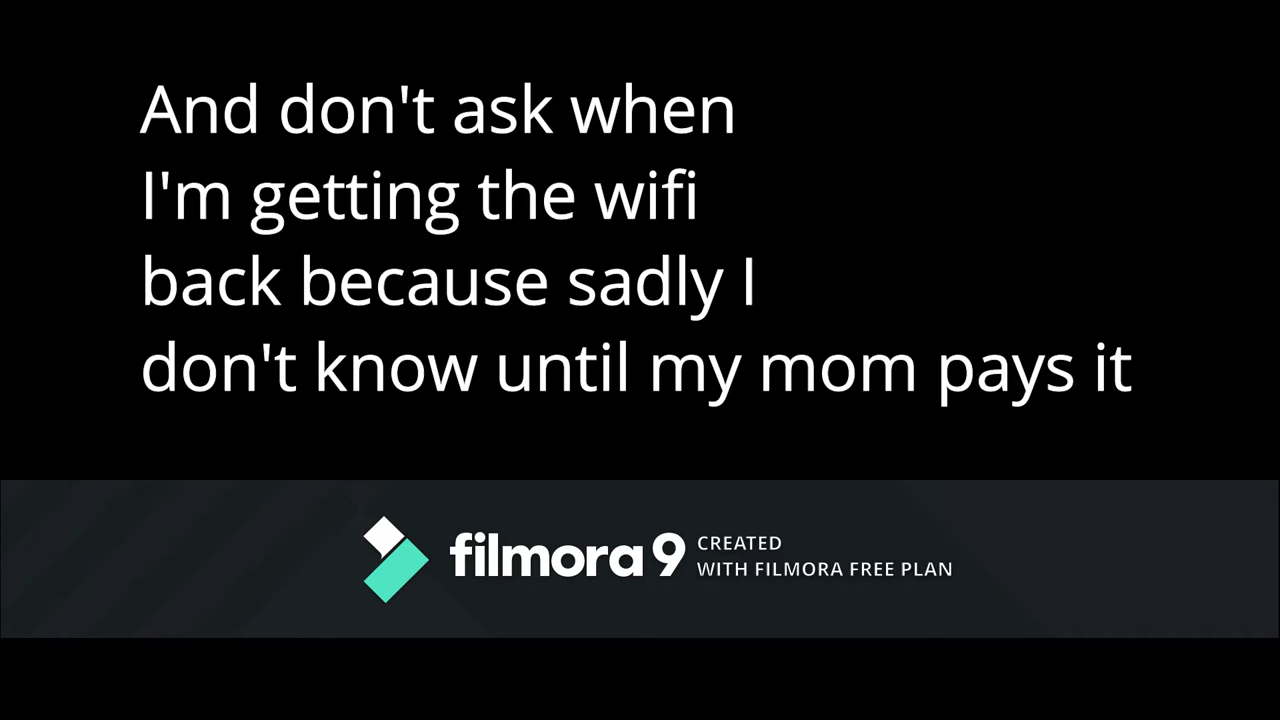 And don't ask when
I'm getting the wifi
back because sadly I
don't know until my mom pays it
filmora 9 CREATED
WITH FILMORA FREE PLAN